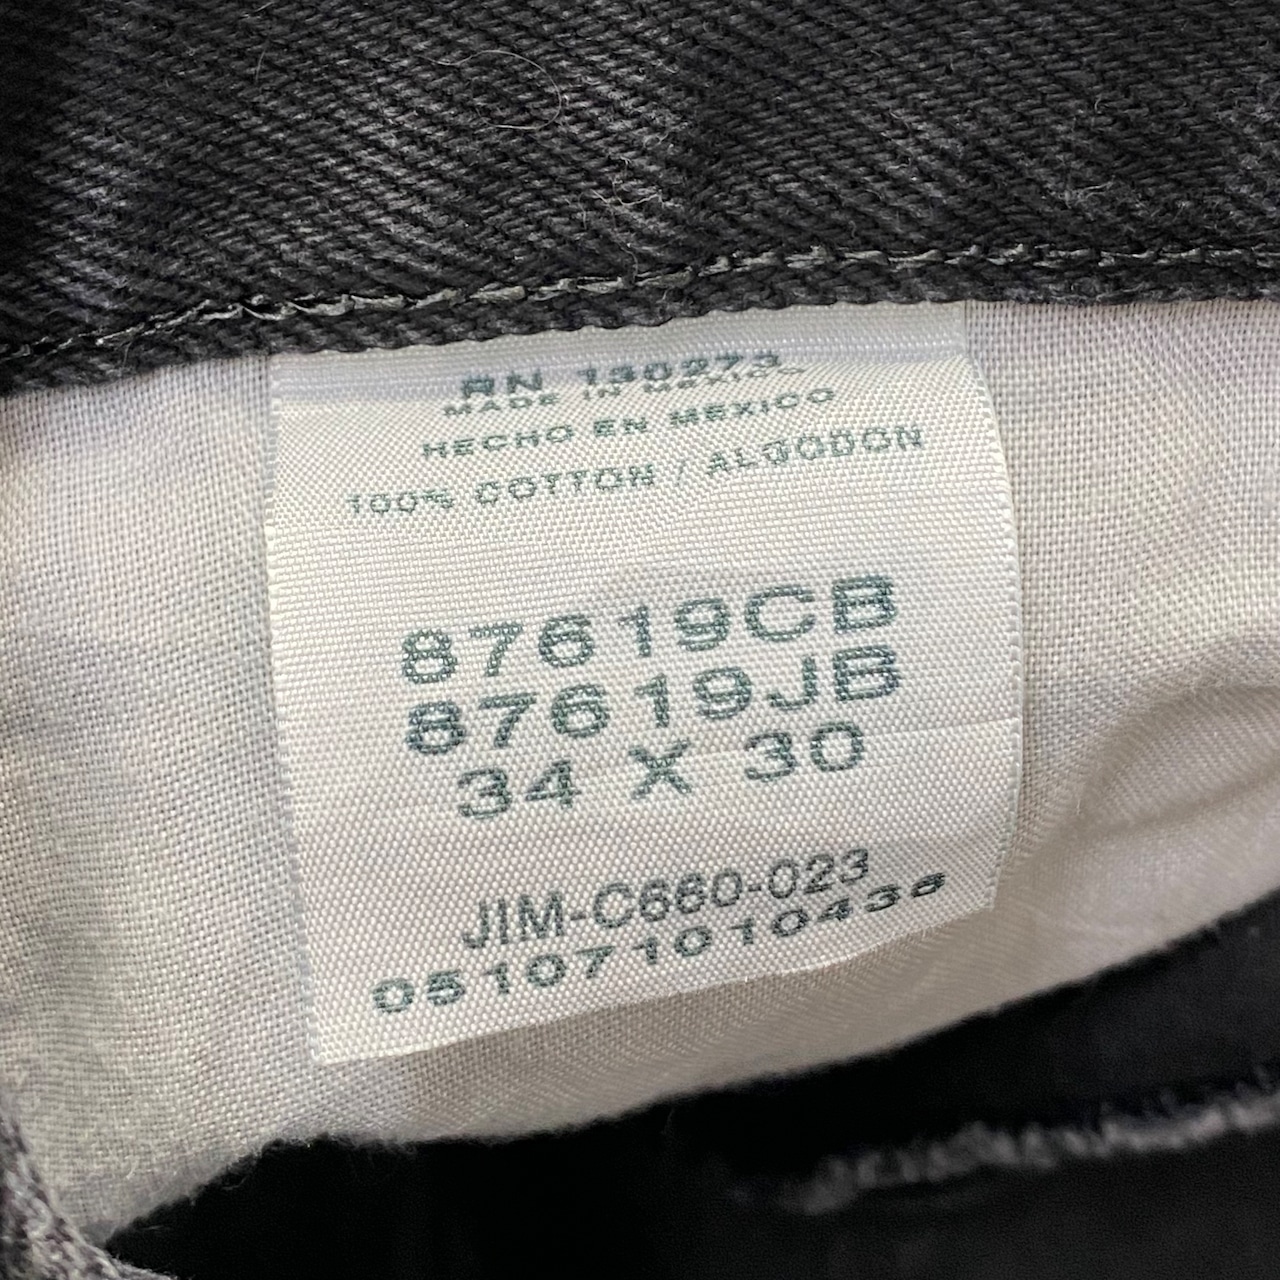 RN 130273
MADE IN MEXICO
HECHO EN MEXICO
100% COTTON / ALGODON
87619CB
87619JB
34 X 30
JIM-C660-023
051071010436